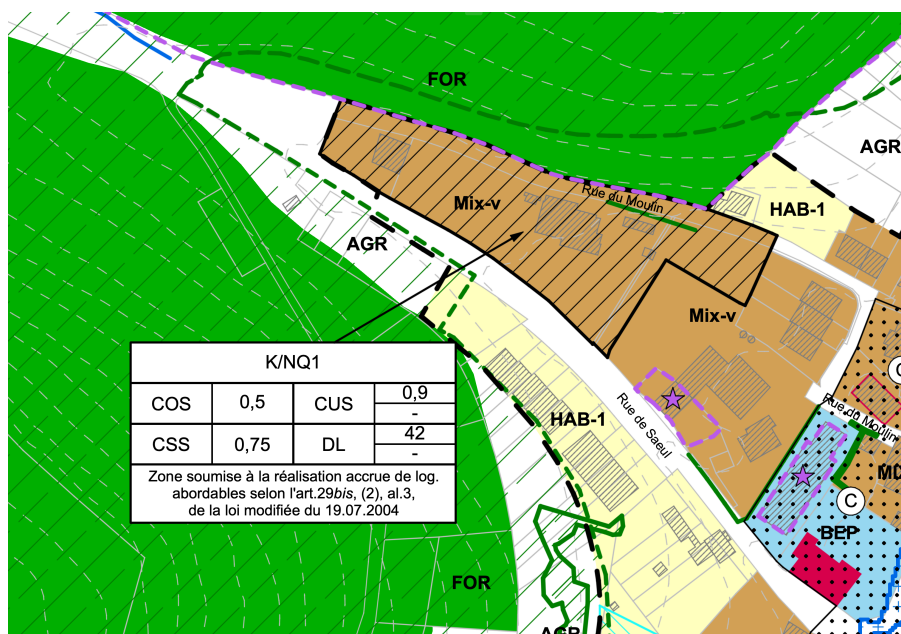 FOR
AGR
Rue du Moulin
Mix-v
HAB-1
AGR
Mix-v
K/NQ1
COS 0,5 CUS 0,9
-
CSS 0,75 DL 42
-
Zone soumise à la réalisation accrue de log.
abordables selon l'art.29bis, (2), al.3,
de la loi modifiée du 19.07.2004
HAB-1
Rue de Saeul
Rue du Moulin
C
C
BEP
FOR
AGR